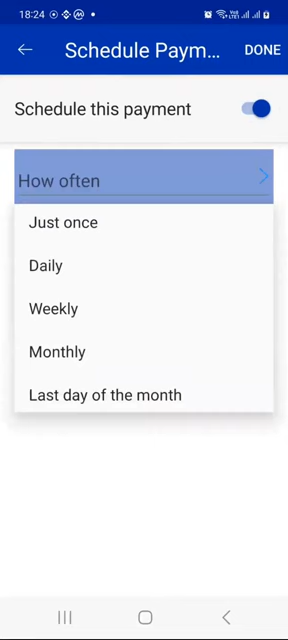 18:24
Schedule Paym... DONE
Schedule this payment
How often
Just once
Daily
Weekly
Monthly
Last day of the month